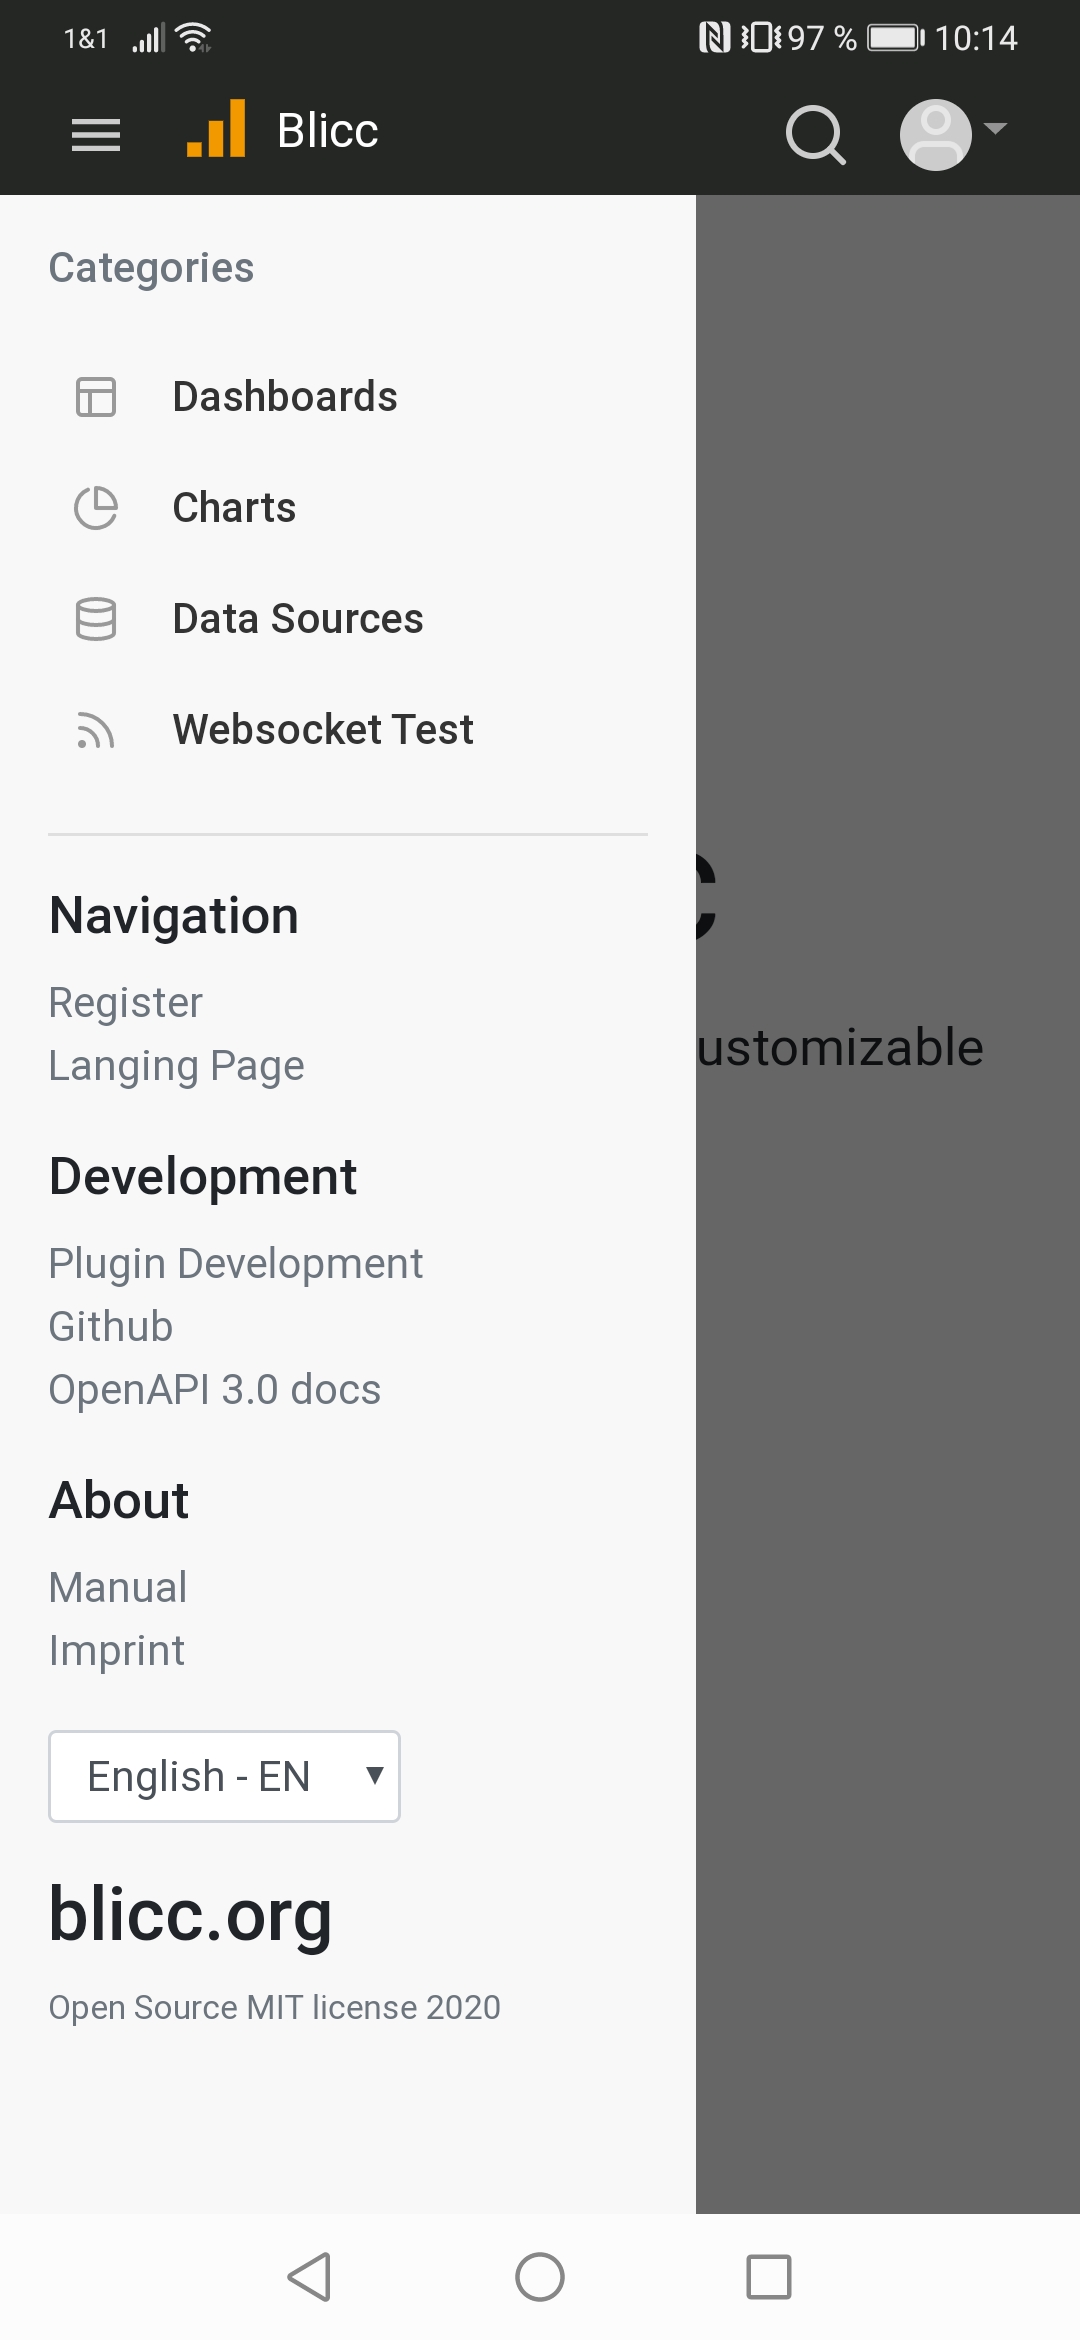 1&1 97 % 10:14
Blicc
Categories
Dashboards
Charts
Data Sources
Websocket Test
Navigation
Register
Langing Page
Development
Plugin Development
Github
OpenAPI 3.0 docs
About
Manual
Imprint
English - EN
blicc.org
Open Source MIT license 2020
c
ustomizable